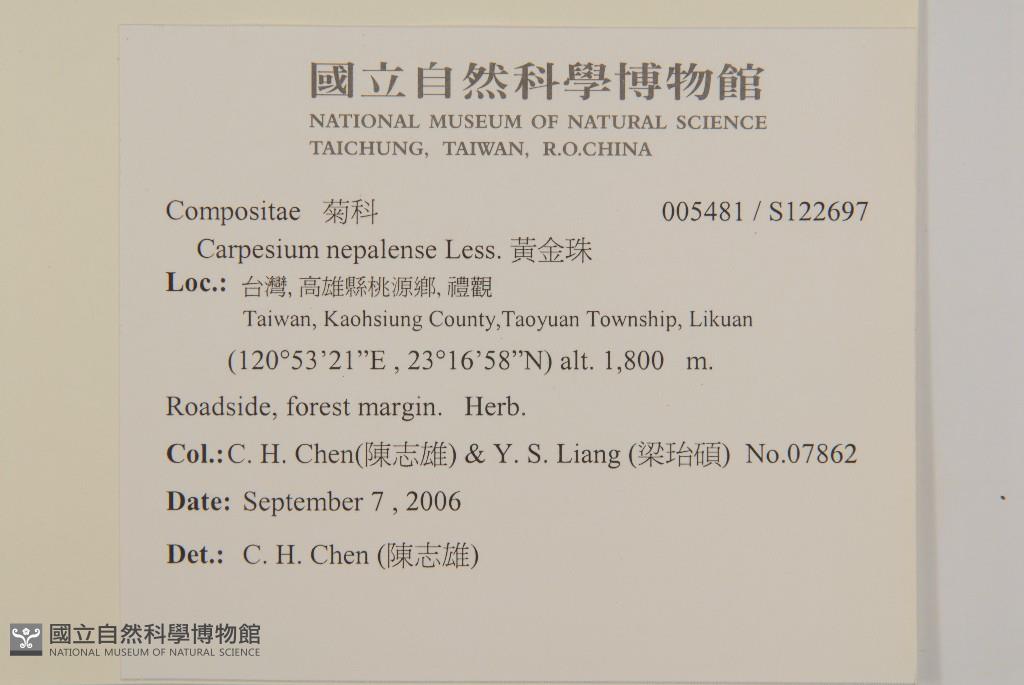 國立自然科學博物館
NATIONAL MUSEUM OF NATURAL SCIENCE
TAICHUNG, TAIWAN, R.O.CHINA
Compositae 菊科 005481 / S122697
Carpesium nepalense Less. 黃金珠
Loc.: 台灣, 高雄縣桃源鄉, 禮觀
Taiwan, Kaohsiung County,Taoyuan Township, Likuan
(120°53’21”E , 23°16’58”N) alt. 1,800 m.
Roadside, forest margin. Herb.
Col.:C. H. Chen(陳志雄) & Y. S. Liang (梁珆碩) No.07862
Date: September 7 , 2006
Det.: C. H. Chen (陳志雄)
國立自然科學博物館
NATIONAL MUSEUM OF NATURAL SCIENCE